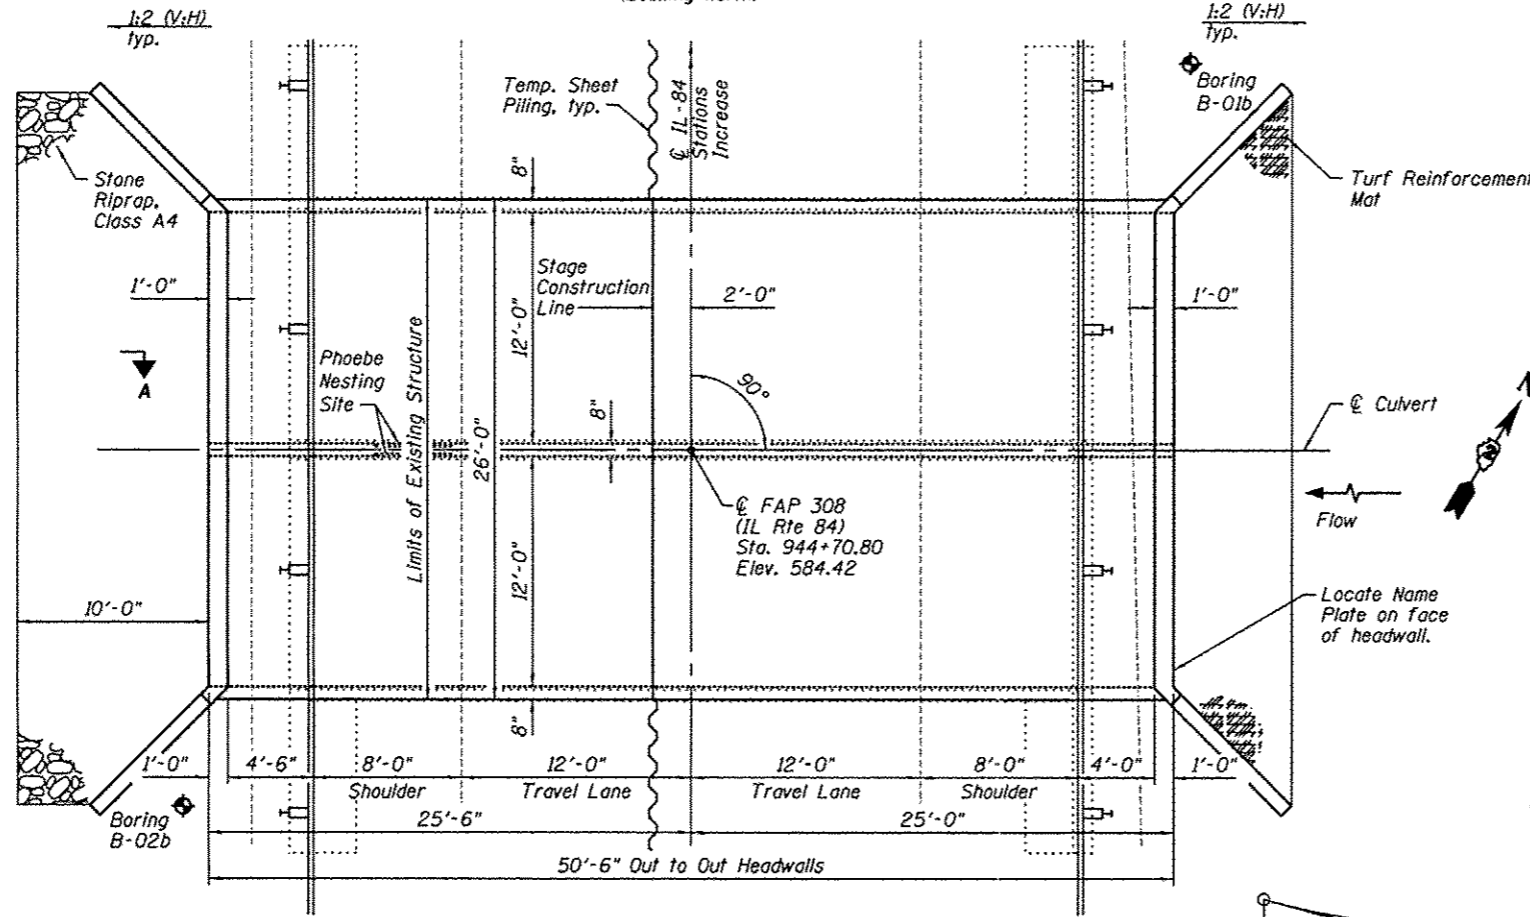 1:2 (V:H)
typ.
1:2 (V:H)
typ.
Temp. Sheet
Piling, typ.
℄ IL-84
Stations
Increase
Boring
B-01b
Stone
Riprap,
Class A4
8"
Turf Reinforcement
Mat
1'-0"
Stage
Construction
Line
2'-0"
1'-0"
12'-0"
Phoebe
Nesting
Site
Limits of Existing Structure
A
90°
8"
℄ Culvert
26'-0"
℄ FAP 308
(IL Rte 84)
Sta. 944+70.80
Elev. 584.42
Flow
12'-0"
10'-0"
Locate Name
Plate on face
of headwall.
8"
1'-0"
4'-6"
8'-0"
12'-0"
12'-0"
8'-0"
4'-0"
1'-0"
Shoulder
Travel Lane
Travel Lane
Shoulder
Boring
B-02b
25'-6"
25'-0"
50'-6" Out to Out Headwalls